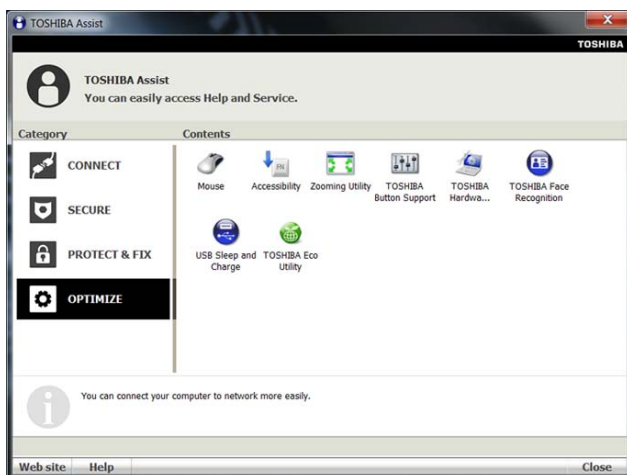 TOSHIBA Assist
TOSHIBA
TOSHIBA Assist
You can easily access Help and Service.
Category
Contents
CONNECT
SECURE
PROTECT & FIX
OPTIMIZE
Mouse
Accessibility
Zooming Utility
TOSHIBA
Button Support
TOSHIBA
Hardwa...
TOSHIBA Face
Recognition
USB Sleep and
Charge
TOSHIBA Eco
Utility
You can connect your computer to network more easily.
Web site
Help
Close